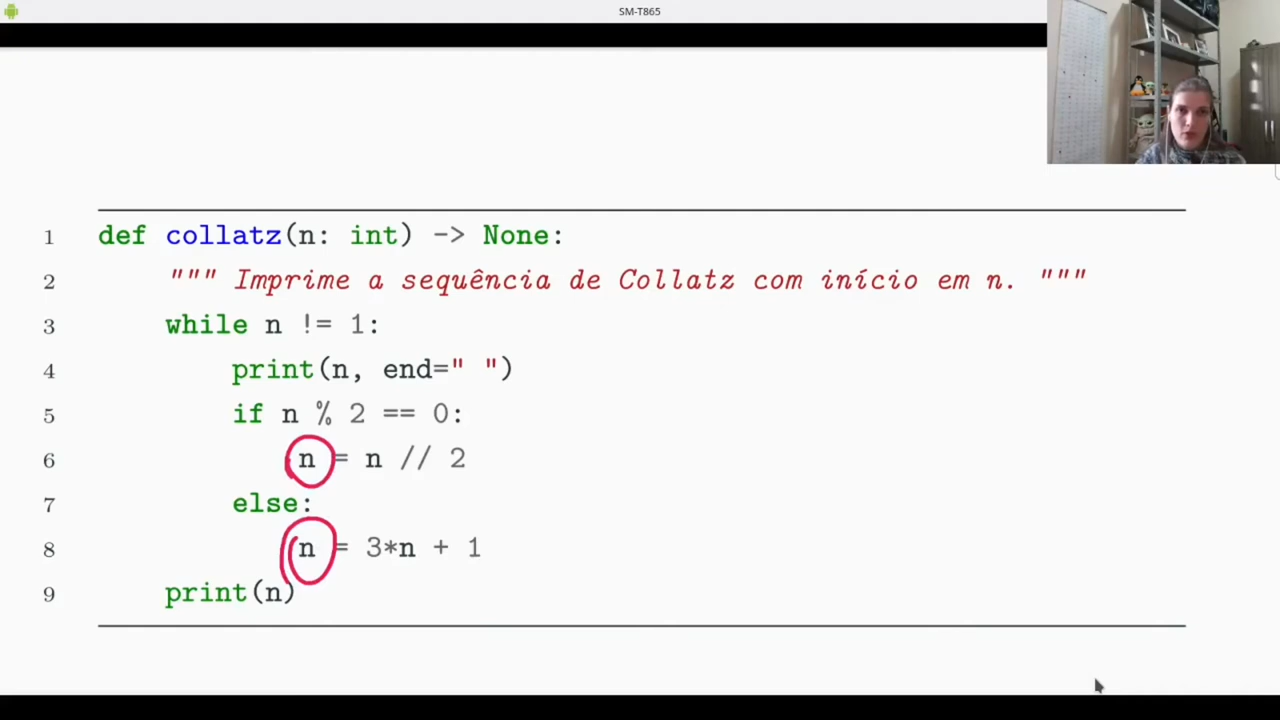 SM-T865
1 def collatz(n: int) -> None:
2 """ Imprime a sequência de Collatz com início em n. """
3 while n != 1:
4 print(n, end=" ")
5 if n % 2 == 0:
6 n = n // 2
7 else:
8 n = 3*n + 1
9 print(n)